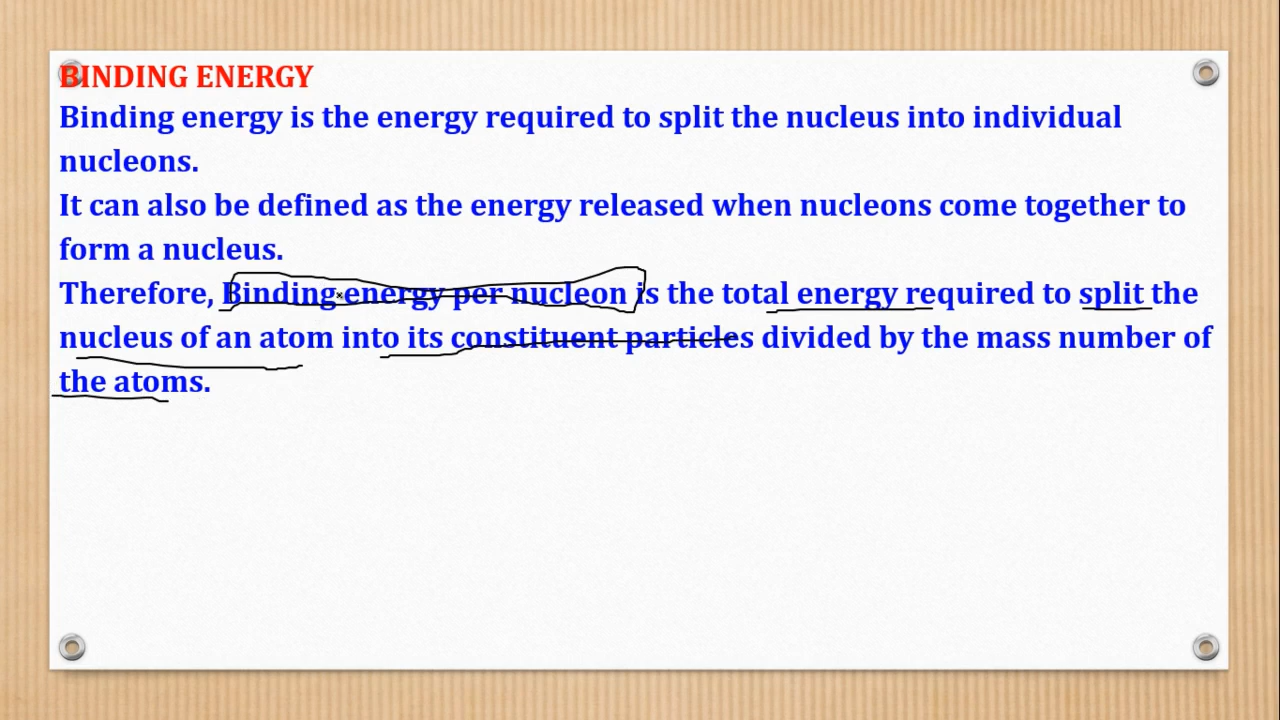 BINDING ENERGY
Binding energy is the energy required to split the nucleus into individual
nucleons.
It can also be defined as the energy released when nucleons come together to
form a nucleus.
Therefore, Binding energy per nucleon is the total energy required to split the
nucleus of an atom into its constituent particles divided by the mass number of
the atoms.